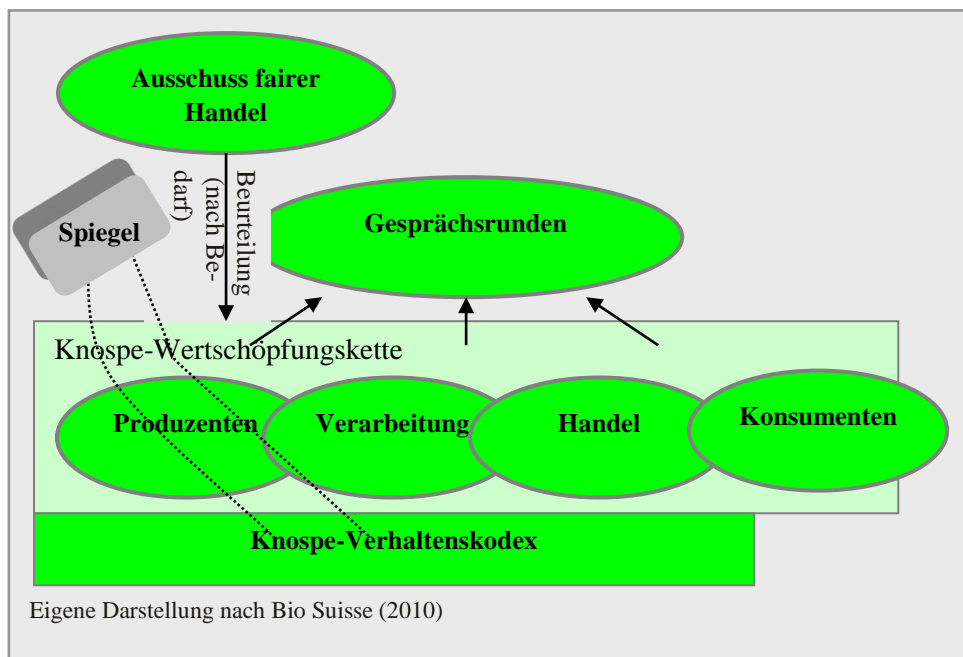 Ausschuss fairer
Handel
Beurteilung
(nach Be-
darf)
Spiegel
Gesprächsrunden
Knospe-Wertschöpfungskette
Produzenten
Verarbeitung
Handel
Konsumenten
Knospe-Verhaltenskodex
Eigene Darstellung nach Bio Suisse (2010)